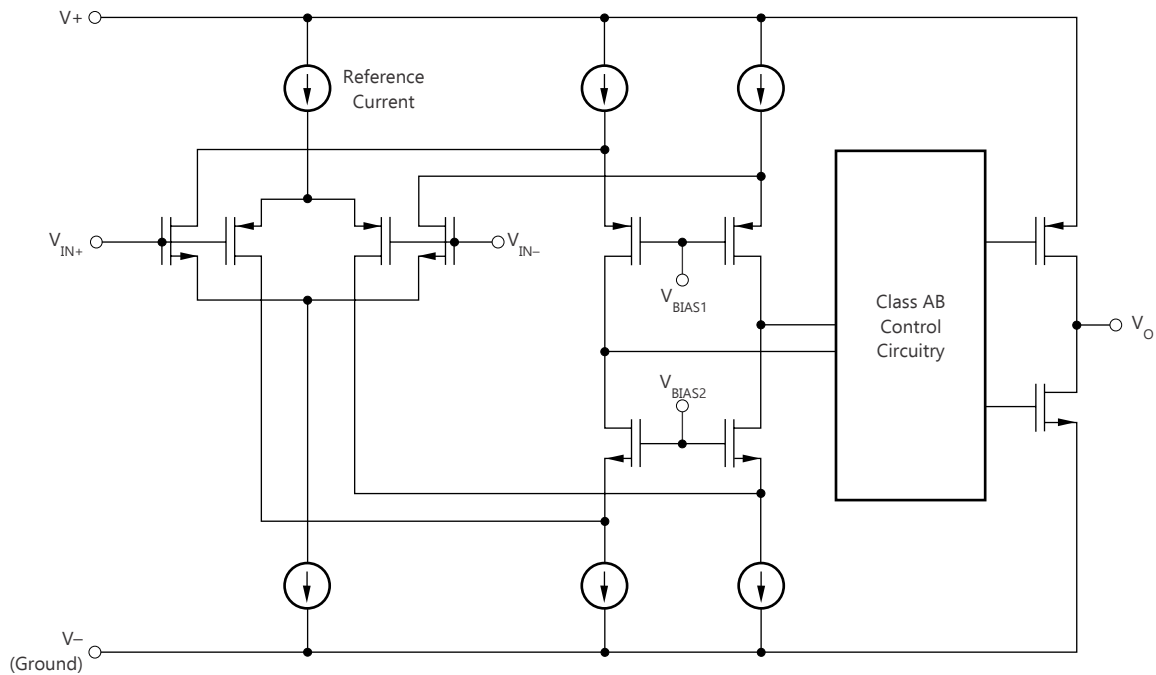 V+
Reference
Current
VIN+
VIN–
VBIAS1
VBIAS2
Class AB
Control
Circuitry
VO
V–
(Ground)